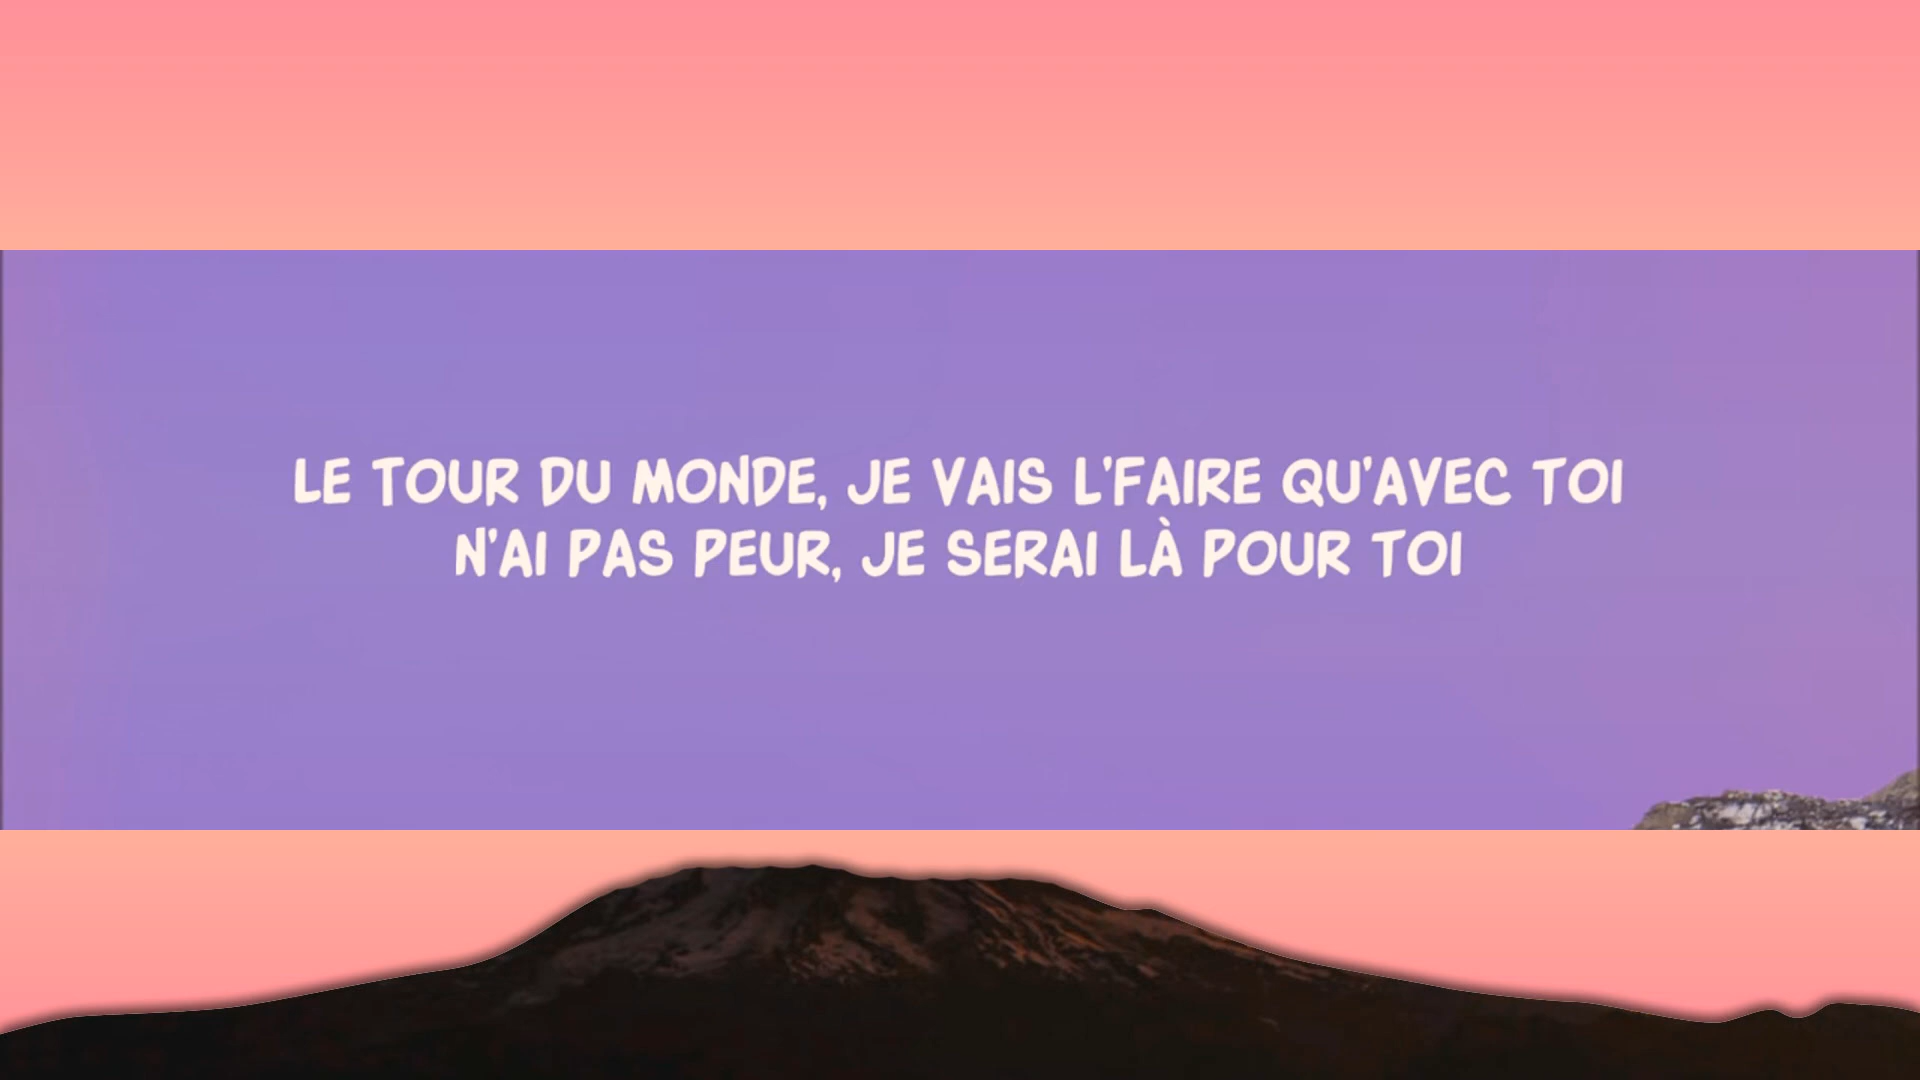 LE TOUR DU MONDE, JE VAIS L'FAIRE QU'AVEC TOI
N'AI PAS PEUR, JE SERAI LÀ POUR TOI